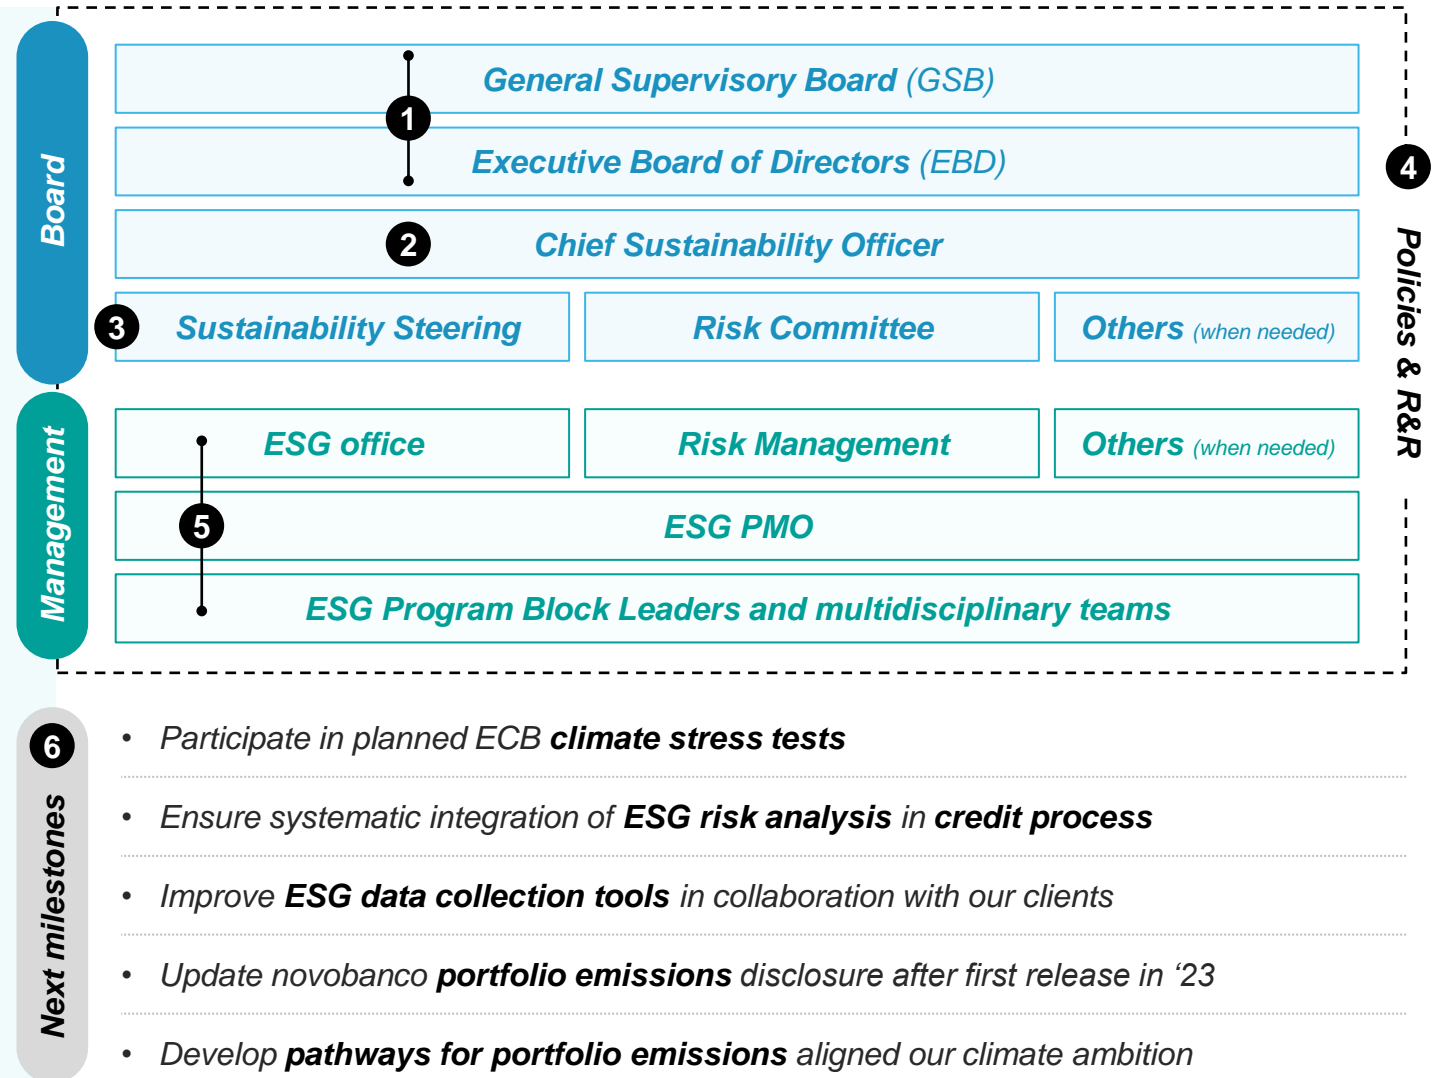 Board
General Supervisory Board (GSB)
1
Executive Board of Directors (EBD)
2 Chief Sustainability Officer
3 Sustainability Steering
Risk Committee
Others (when needed)
4 Policies & R&R
Management
ESG office
Risk Management
Others (when needed)
5 ESG PMO
ESG Program Block Leaders and multidisciplinary teams
6 Next milestones
• Participate in planned ECB climate stress tests
• Ensure systematic integration of ESG risk analysis in credit process
• Improve ESG data collection tools in collaboration with our clients
• Update novobanco portfolio emissions disclosure after first release in ‘23
• Develop pathways for portfolio emissions aligned our climate ambition